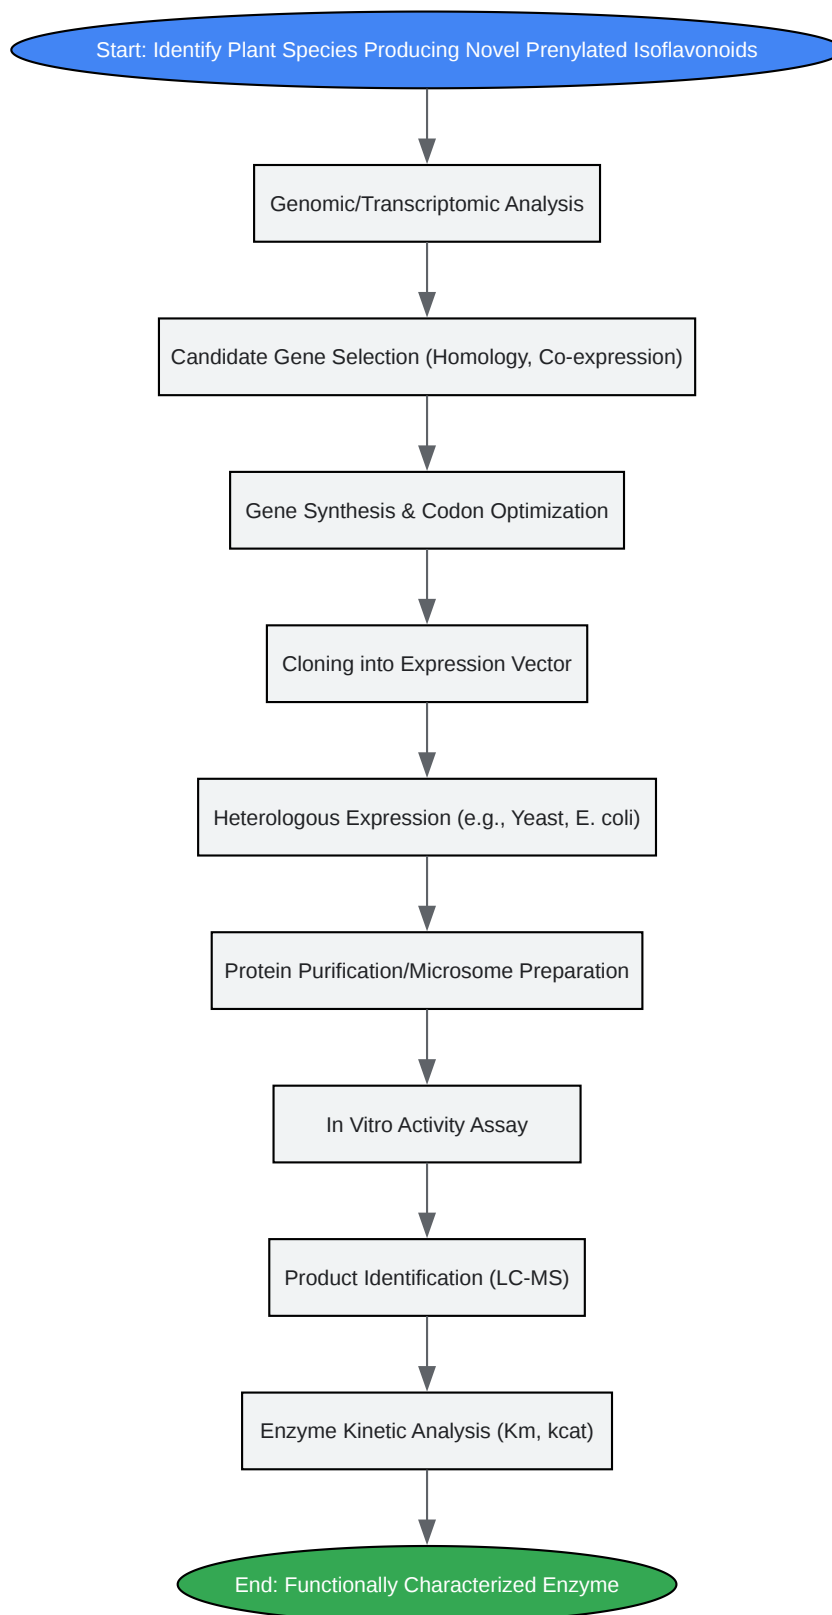 Start: Identify Plant Species Producing Novel Prenylated Isoflavonoids
Genomic/Transcriptomic Analysis
Candidate Gene Selection (Homology, Co-expression)
Gene Synthesis & Codon Optimization
Cloning into Expression Vector
Heterologous Expression (e.g., Yeast, E. coli)
Protein Purification/Microsome Preparation
In Vitro Activity Assay
Product Identification (LC-MS)
Enzyme Kinetic Analysis (Km, kcat)
End: Functionally Characterized Enzyme